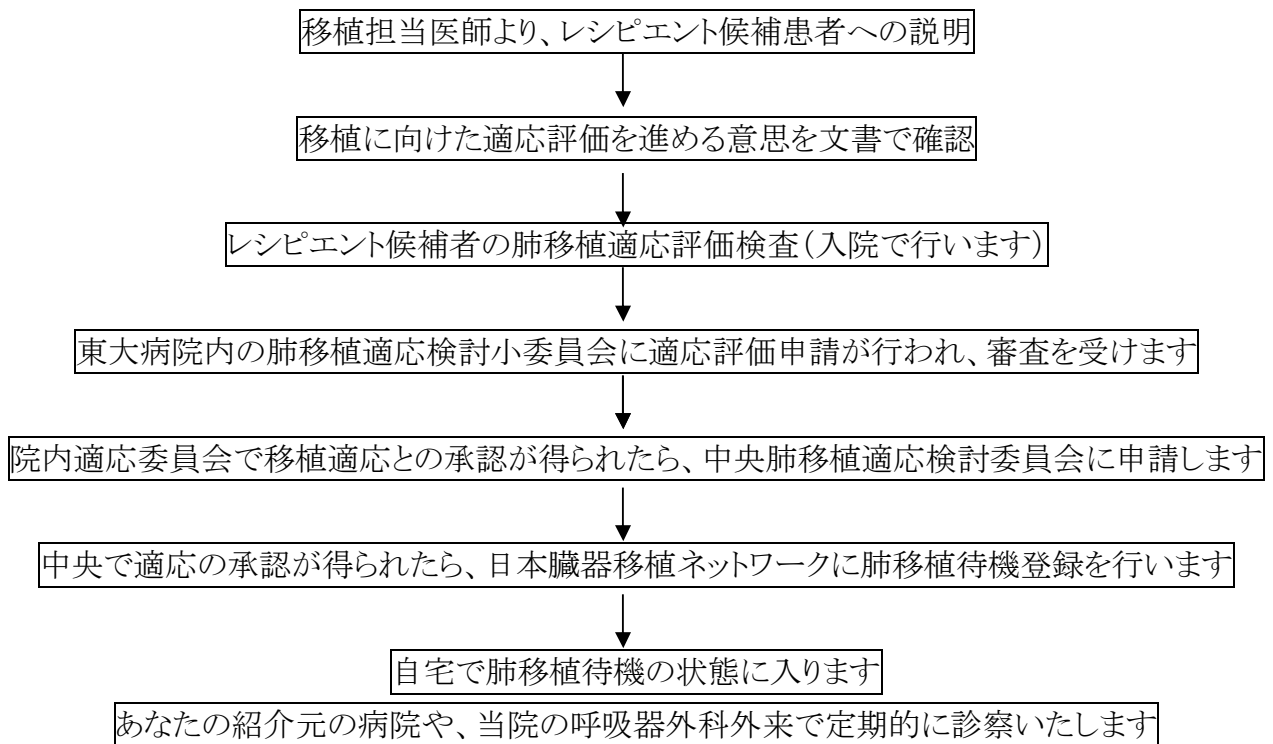 移植担当医師より、レシピエント候補患者への説明
移植に向けた適応評価を進める意思を文書で確認
レシピエント候補者の肺移植適応評価検査(入院で行います)
東大病院内の肺移植適応検討小委員会に適応評価申請が行われ、審査を受けます
院内適応委員会で移植適応との承認が得られたら、中央肺移植適応検討委員会に申請します
中央で適応の承認が得られたら、日本臓器移植ネットワークに肺移植待機登録を行います
自宅で肺移植待機の状態に入ります
あなたの紹介元の病院や、当院の呼吸器外科外来で定期的に診察いたします